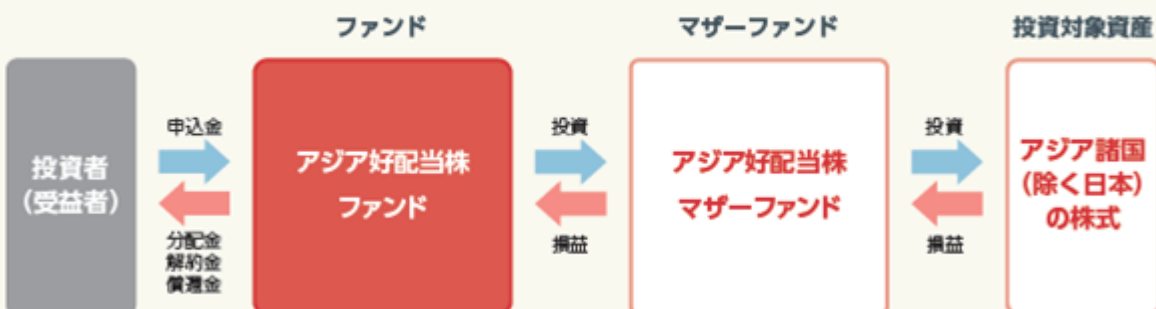 ファンド
マザーファンド
投資対象資産
投資者
(受益者)
申込金
分配金
解約金
償還金
アジア好配当株
ファンド
投資
損益
アジア好配当株
マザーファンド
投資
損益
アジア諸国
(除く日本)
の株式